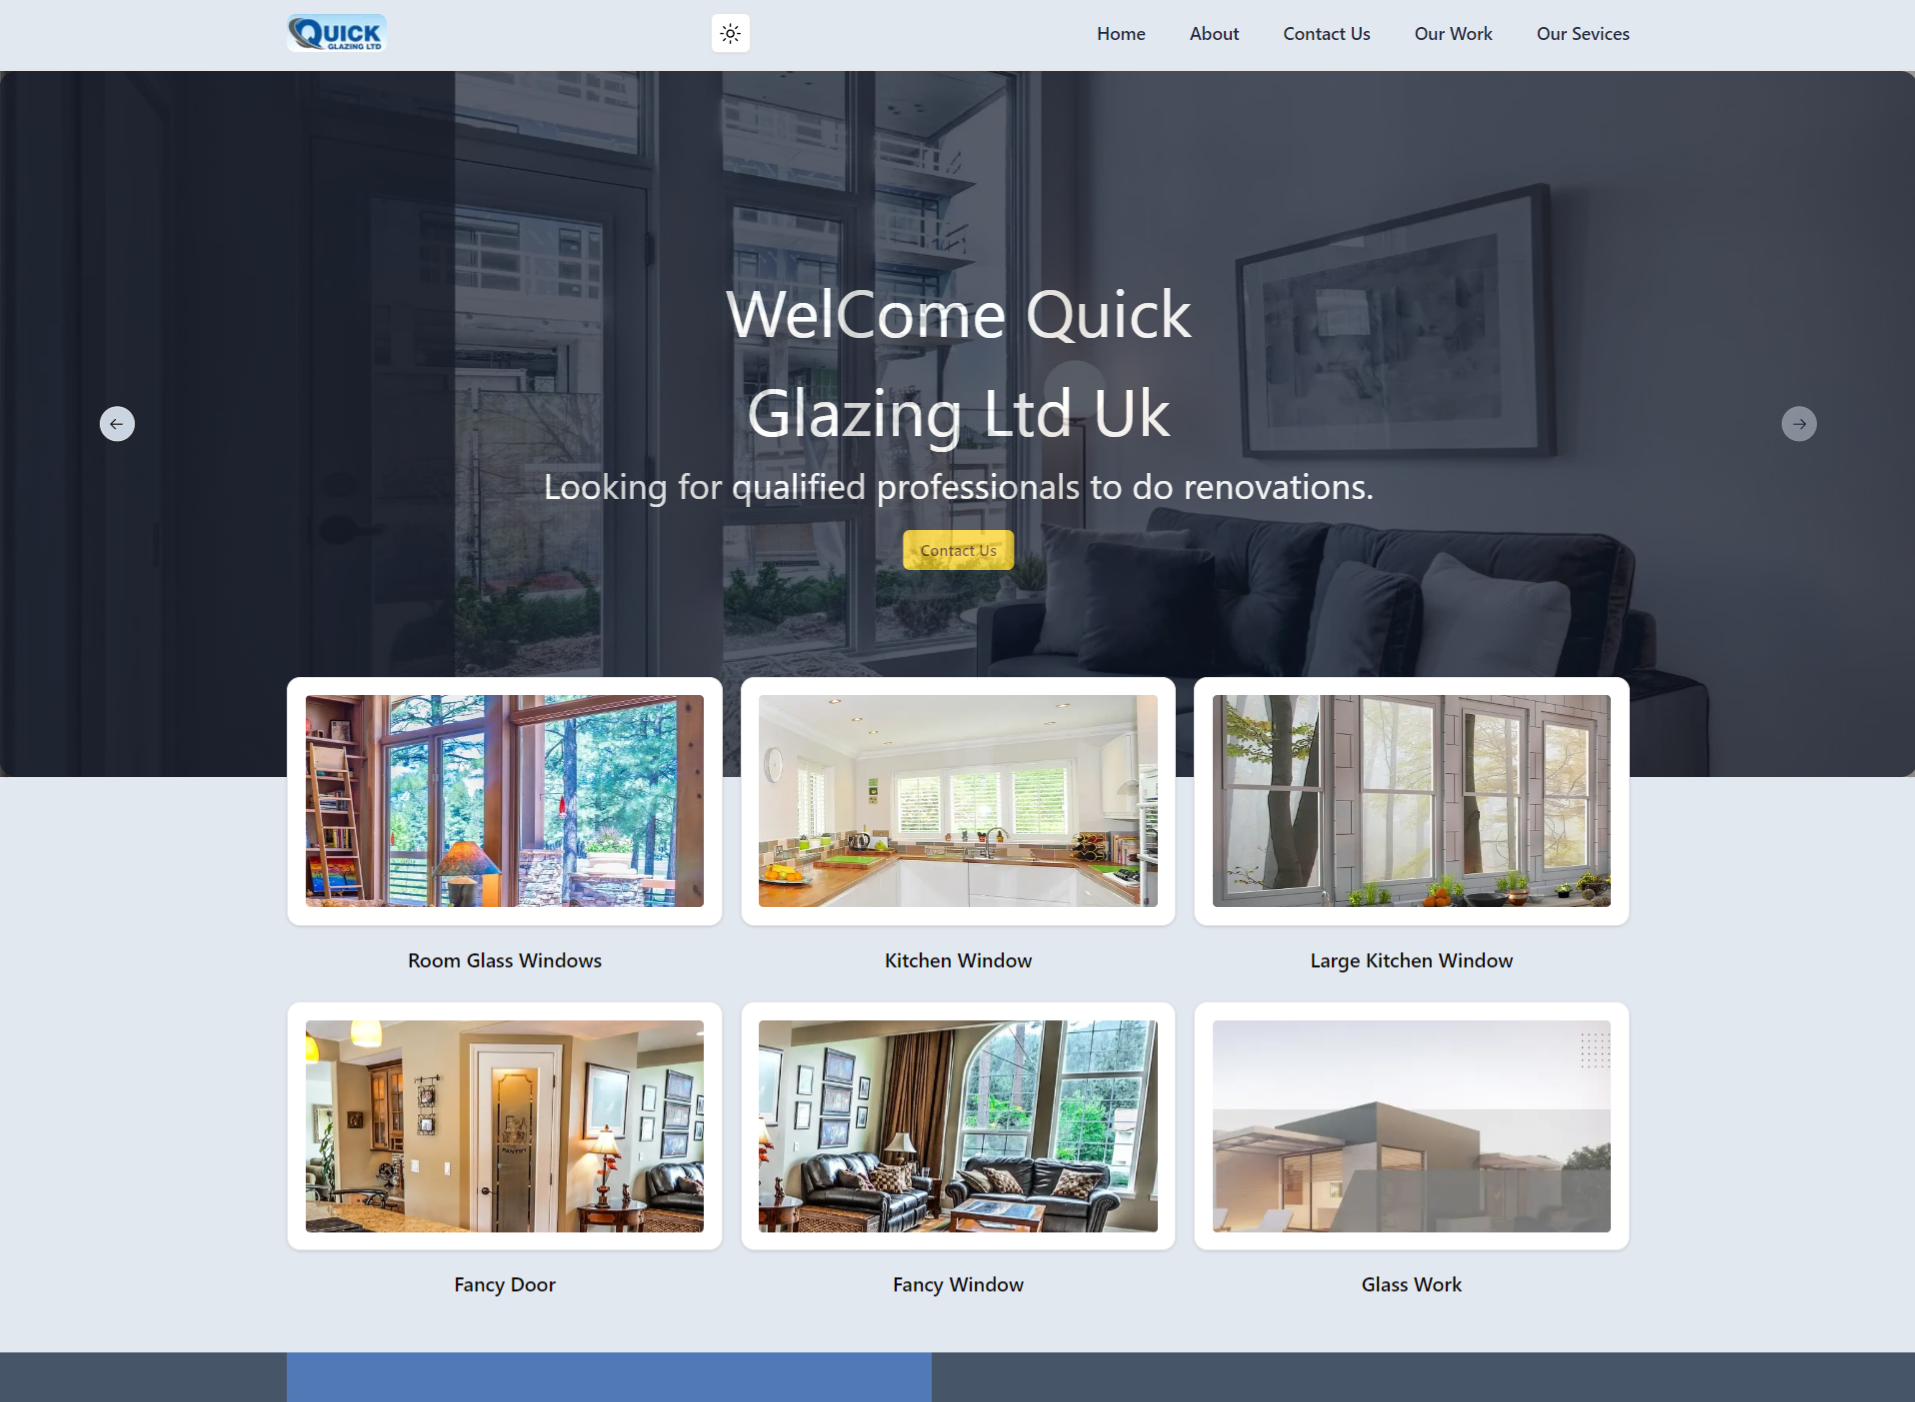 QUICK
GLAZING LTD
Home
About
Contact Us
Our Work
Our Sevices
WelCome Quick
Glazing Ltd Uk
Looking for qualified professionals to do renovations.
Contact Us
Room Glass Windows
Kitchen Window
Large Kitchen Window
PANTRY
Fancy Door
Fancy Window
Glass Work